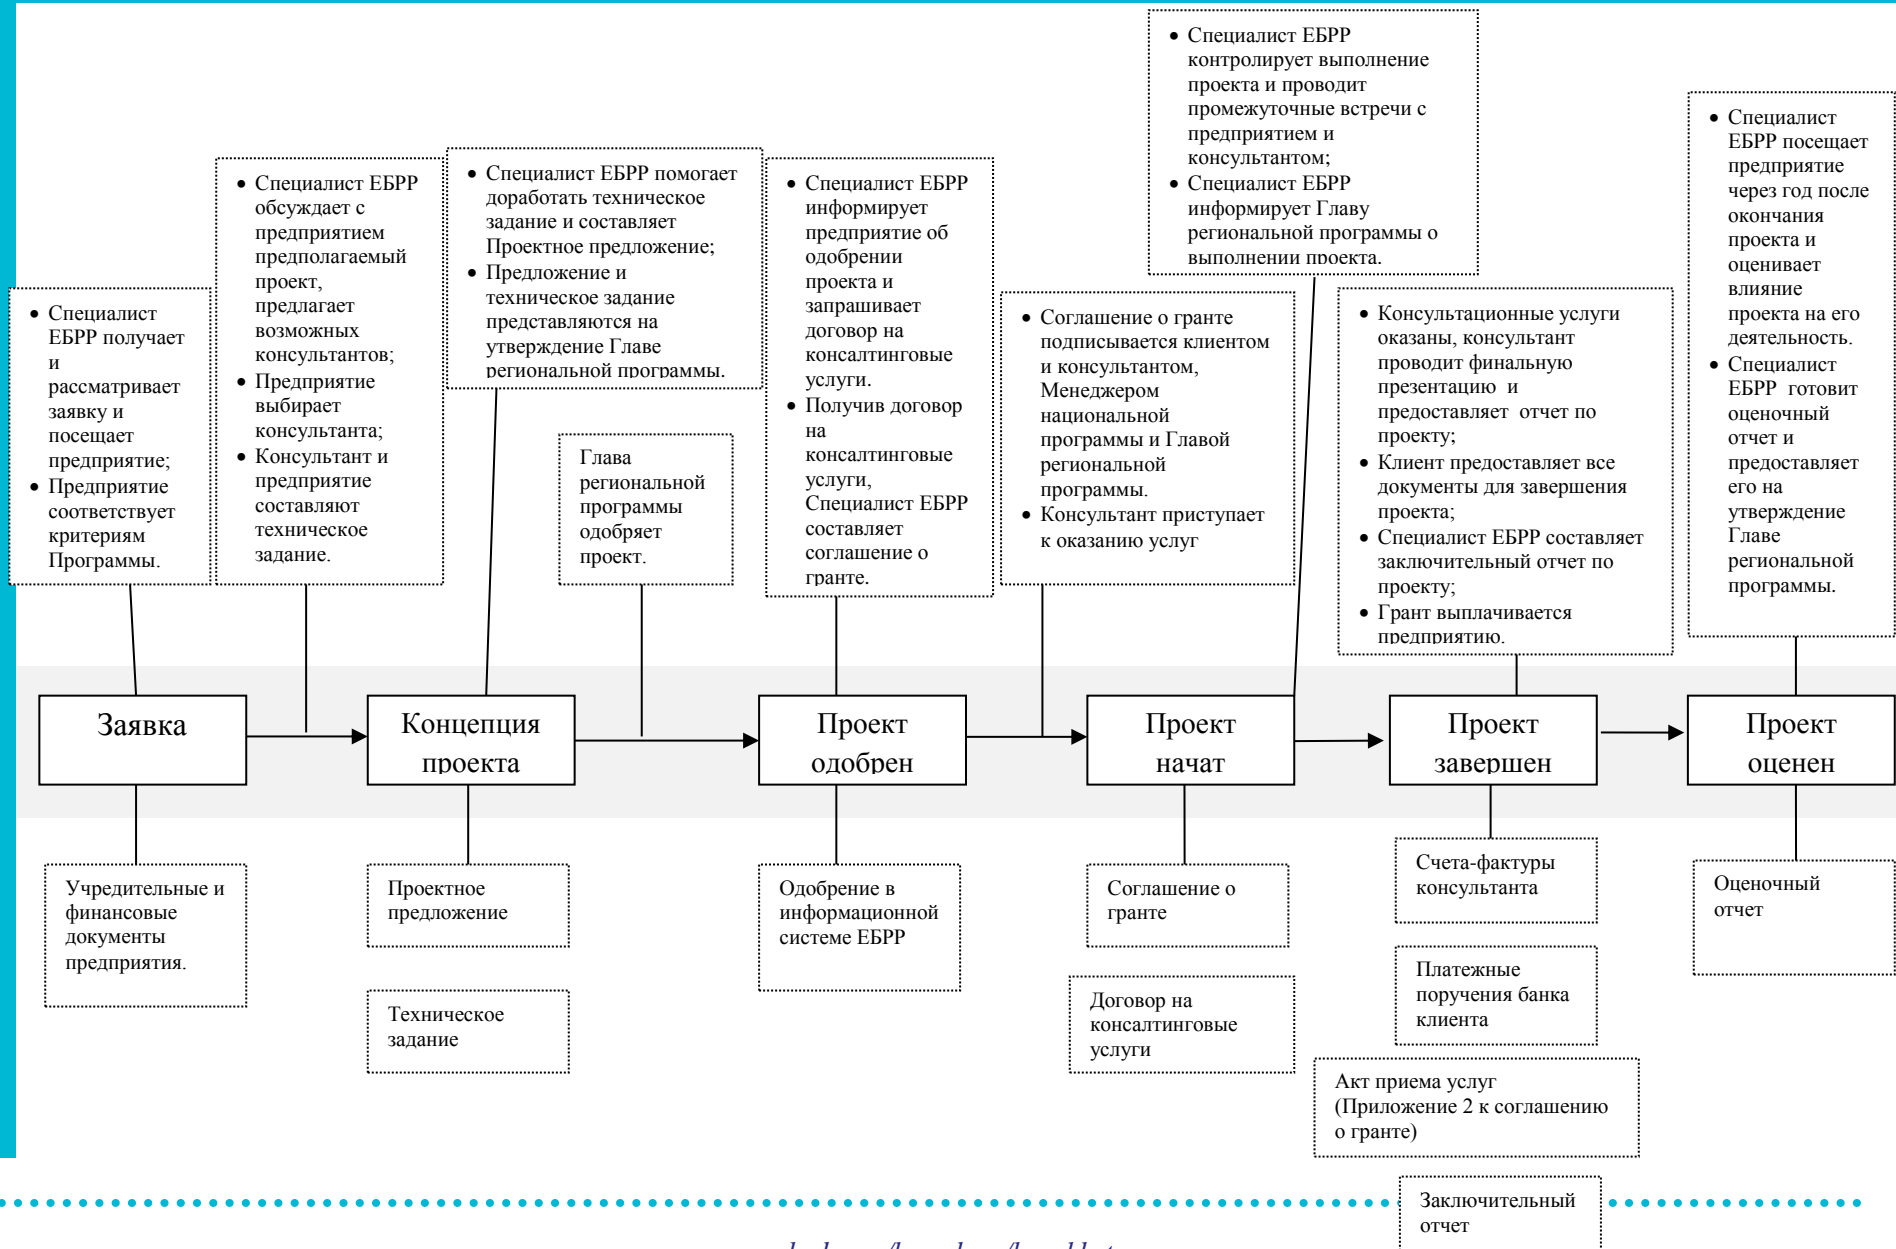 • Специалист ЕБРР
контролирует выполнение
проекта и проводит
промежуточные встречи с
предприятием и
консультантом;
• Специалист ЕБРР
информирует Главу
региональной программы о
выполнении проекта.
• Специалист
ЕБРР получает
и
рассматривает
заявку и
посещает
предприятие;
• Предприятие
соответствует
критериям
Программы.
• Специалист ЕБРР
обсуждает с
предприятием
предполагаемый
проект,
предлагает
возможных
консультантов;
• Предприятие
выбирает
консультанта;
• Консультант и
предприятие
составляют
техническое
задание.
• Специалист ЕБРР помогает
доработать техническое
задание и составляет
Проектное предложение;
• Предложение и
техническое задание
представляются на
утверждение Главе
региональной программы.
Глава
региональной
программы
одобряет
проект.
• Специалист ЕБРР
информирует
предприятие об
одобрении
проекта и
запрашивает
договор на
консалтинговые
услуги.
• Получив договор
на
консалтинговые
услуги,
Специалист ЕБРР
составляет
соглашение о
гранте.
• Соглашение о гранте
подписывается клиентом
и консультантом,
Менеджером
национальной
программы и Главой
региональной
программы.
• Консультант приступает
к оказанию услуг
• Консультационные услуги
оказаны, консультант
проводит финальную
презентацию и
предоставляет отчет по
проекту;
• Клиент предоставляет все
документы для завершения
проекта;
• Специалист ЕБРР составляет
заключительный отчет по
проекту;
• Грант выплачивается
предприятию.
• Специалист
ЕБРР посещает
предприятие
через год после
окончания
проекта и
оценивает
влияние
проекта на его
деятельность.
• Специалист
ЕБРР готовит
оценочный
отчет и
предоставляет
его на
утверждение
Главе
региональной
программы.
Заявка
Концепция
проекта
Проект
одобрен
Проект
начат
Проект
завершен
Проект
оценен
Учредительные и
финансовые
документы
предприятия.
Проектное
предложение
Техническое
задание
Одобрение в
информационной
системе ЕБРР
Соглашение о
гранте
Договор на
консалтинговые
услуги
Счета-фактуры
консультанта
Платежные
поручения банка
клиента
Акт приема услуг
(Приложение 2 к соглашению
о гранте)
Заключительный
отчет
Оценочный
отчет